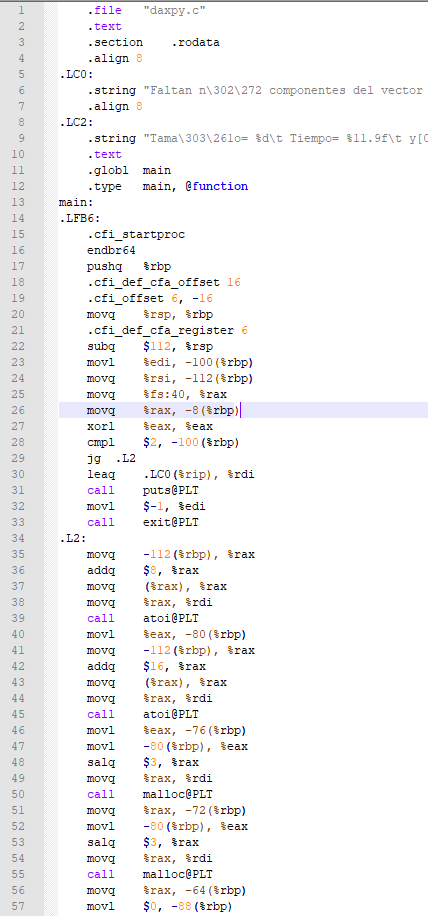 1 .file "daxpy.c"
2 .text
3 .section .rodata
4 .align 8
5 .LC0:
6 .string "Faltan n\302\272 componentes del vector
7 .align 8
8 .LC2:
9 .string "Tama\303\261o= %d\t Tiempo= %11.9f\t y[0
10 .text
11 .globl main
12 .type main, @function
13 main:
14 .LFB6:
15 .cfi_startproc
16 endbr64
17 pushq %rbp
18 .cfi_def_cfa_offset 16
19 .cfi_offset 6, -16
20 movq %rsp, %rbp
21 .cfi_def_cfa_register 6
22 subq $112, %rsp
23 movl %edi, -100(%rbp)
24 movq %rsi, -112(%rbp)
25 movq %fs:40, %rax
26 movq %rax, -8(%rbp)
27 xorl %eax, %eax
28 cmpl $2, -100(%rbp)
29 jg .L2
30 leaq .LC0(%rip), %rdi
31 call puts@PLT
32 movl $-1, %edi
33 call exit@PLT
34 .L2:
35 movq -112(%rbp), %rax
36 addq $8, %rax
37 movq (%rax), %rax
38 movq %rax, %rdi
39 call atoi@PLT
40 movl %eax, -80(%rbp)
41 movq -112(%rbp), %rax
42 addq $16, %rax
43 movq (%rax), %rax
44 movq %rax, %rdi
45 call atoi@PLT
46 movl %eax, -76(%rbp)
47 movl -80(%rbp), %eax
48 salq $3, %rax
49 movq %rax, %rdi
50 call malloc@PLT
51 movq %rax, -72(%rbp)
52 movl -80(%rbp), %eax
53 salq $3, %rax
54 movq %rax, %rdi
55 call malloc@PLT
56 movq %rax, -64(%rbp)
57 movl $0, -88(%rbp)